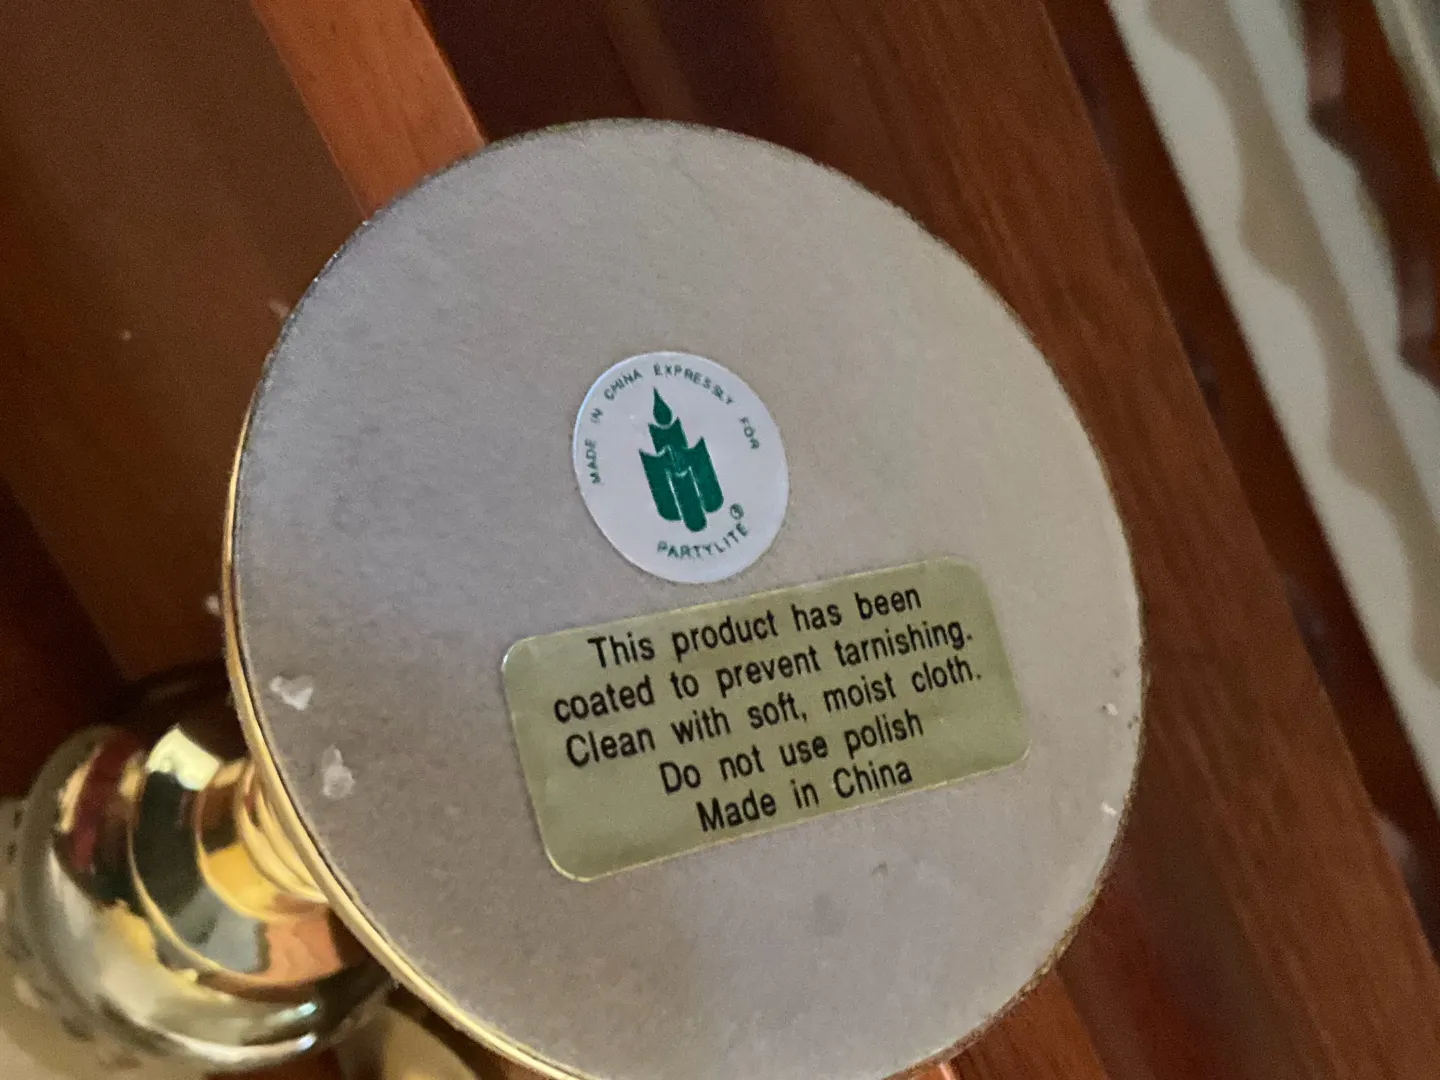 MADE IN CHINA EXPRESSLY FOR
PARTYLITE®
This product has been
coated to prevent tarnishing.
Clean with soft, moist cloth.
Do not use polish
Made in China